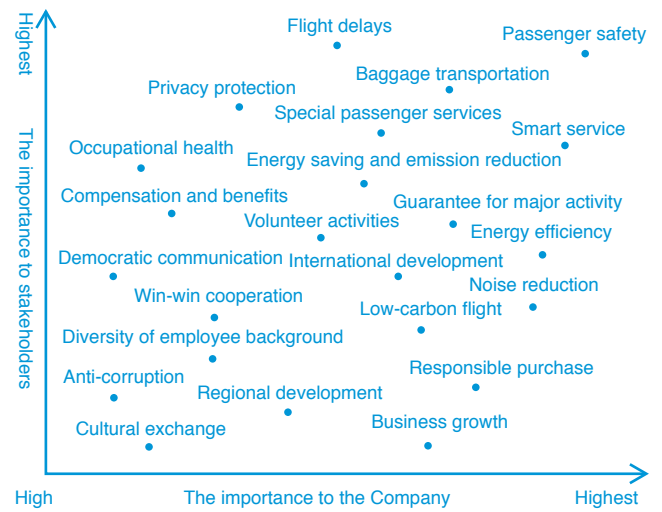 Highest
The importance to stakeholders
Flight delays
Passenger safety
Baggage transportation
Privacy protection
Special passenger services
Smart service
Occupational health
Energy saving and emission reduction
Compensation and benefits
Guarantee for major activity
Volunteer activities
Energy efficiency
Democratic communication
International development
Noise reduction
Win-win cooperation
Low-carbon flight
Diversity of employee background
Responsible purchase
Anti-corruption
Regional development
Business growth
Cultural exchange
High
The importance to the Company
Highest